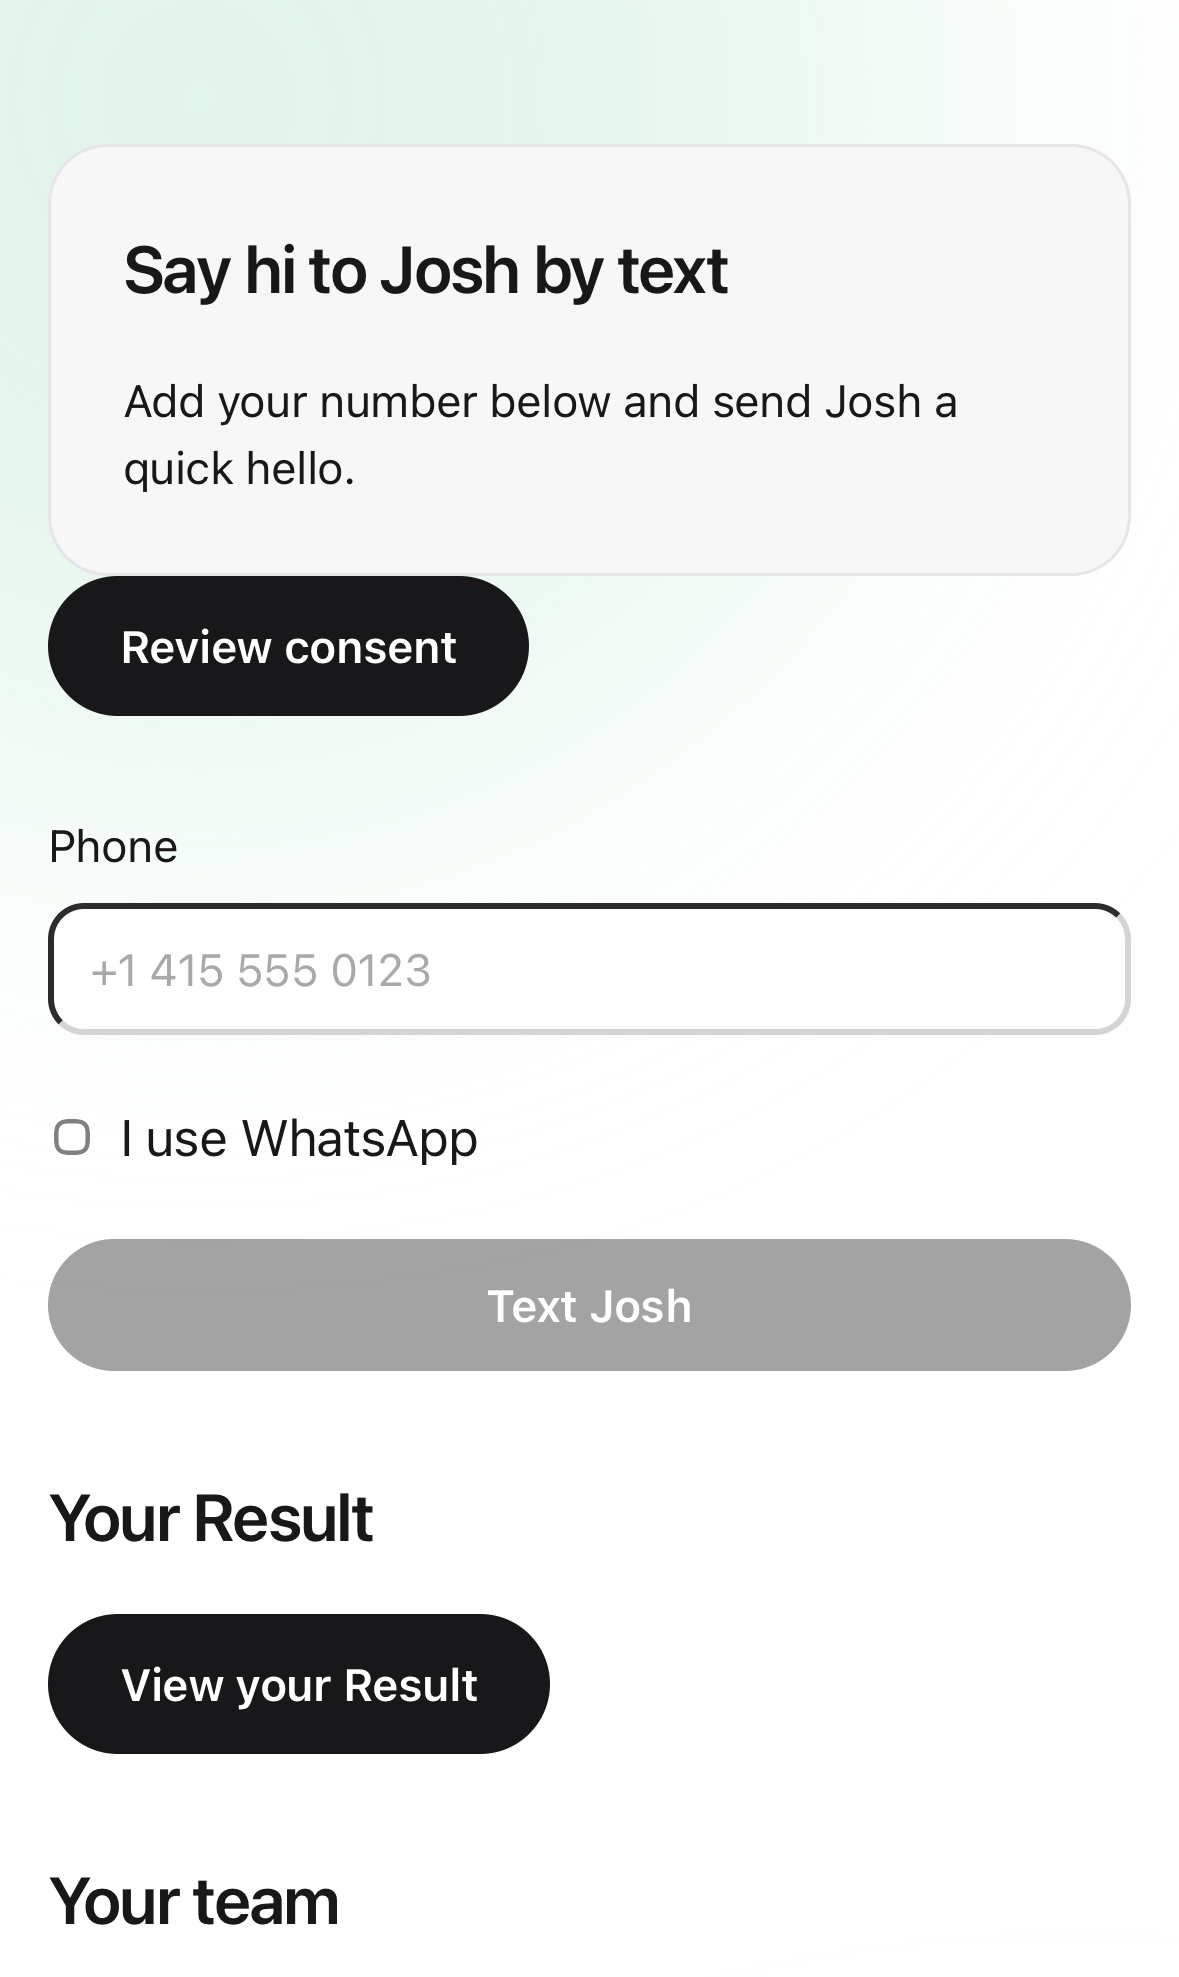 Say hi to Josh by text
Add your number below and send Josh a
quick hello.
Review consent
Phone
+1 415 555 0123
I use WhatsApp
Text Josh
Your Result
View your Result
Your team